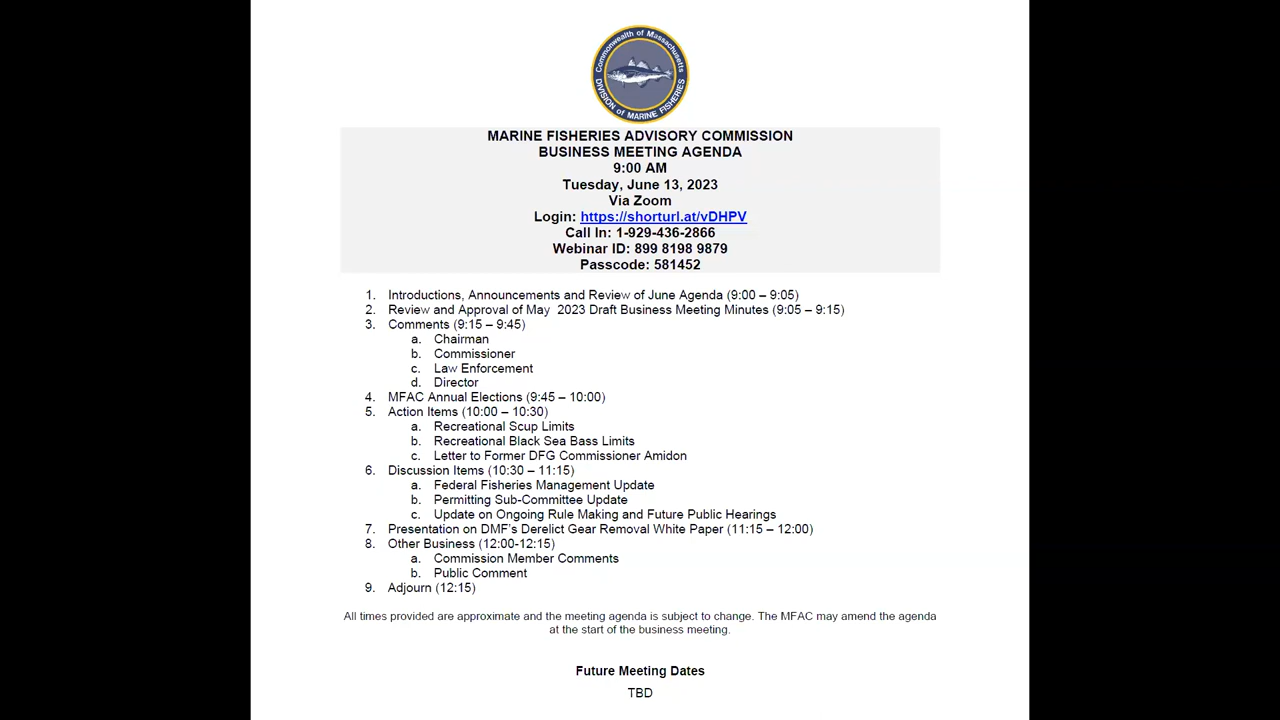 Commonwealth of Massachusetts
DIVISION of MARINE FISHERIES
MARINE FISHERIES ADVISORY COMMISSION
BUSINESS MEETING AGENDA
9:00 AM
Tuesday, June 13, 2023
Via Zoom
Login: https://shorturl.at/vDHPV
Call In: 1-929-436-2866
Webinar ID: 899 8198 9879
Passcode: 581452
1. Introductions, Announcements and Review of June Agenda (9:00 – 9:05)
2. Review and Approval of May 2023 Draft Business Meeting Minutes (9:05 – 9:15)
3. Comments (9:15 – 9:45)
a. Chairman
b. Commissioner
c. Law Enforcement
d. Director
4. MFAC Annual Elections (9:45 – 10:00)
5. Action Items (10:00 – 10:30)
a. Recreational Scup Limits
b. Recreational Black Sea Bass Limits
c. Letter to Former DFG Commissioner Amidon
6. Discussion Items (10:30 – 11:15)
a. Federal Fisheries Management Update
b. Permitting Sub-Committee Update
c. Update on Ongoing Rule Making and Future Public Hearings
7. Presentation on DMF's Derelict Gear Removal White Paper (11:15 – 12:00)
8. Other Business (12:00-12:15)
a. Commission Member Comments
b. Public Comment
9. Adjourn (12:15)
All times provided are approximate and the meeting agenda is subject to change. The MFAC may amend the agenda
at the start of the business meeting.
Future Meeting Dates
TBD